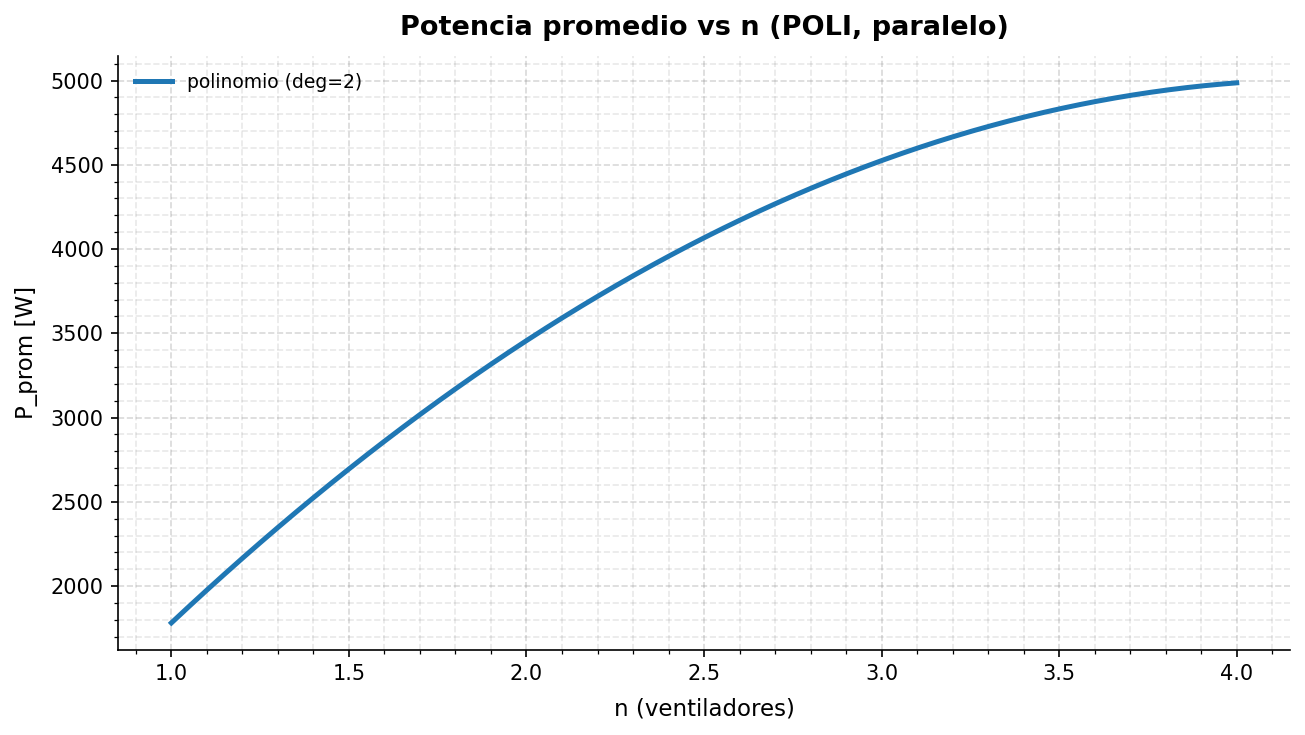 Potencia promedio vs n (POLI, paralelo)
polinomio (deg=2)
P_prom [W]
5000
4500
4000
3500
3000
2500
2000
1.0 1.5 2.0 2.5 3.0 3.5 4.0
n (ventiladores)